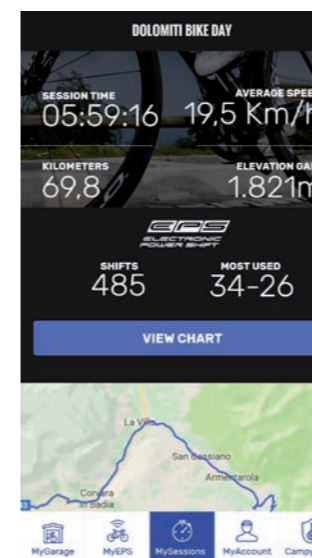 DOLOMITI BIKE DAY
SESSION TIME
05:59:16
AVERAGE SPEE
19,5 Km/h
KILOMETERS
69,8
ELEVATION GA
1.821m
EPS
ELECTRONIC
POWER SHIFT
SHIFTS
485
MOST USED
34-26
VIEW CHART
La Villa
San Cassiano
Armentarola
Corvara
in Badia
MyGarage
MyEPS
MySessions
MyAccount
Campy